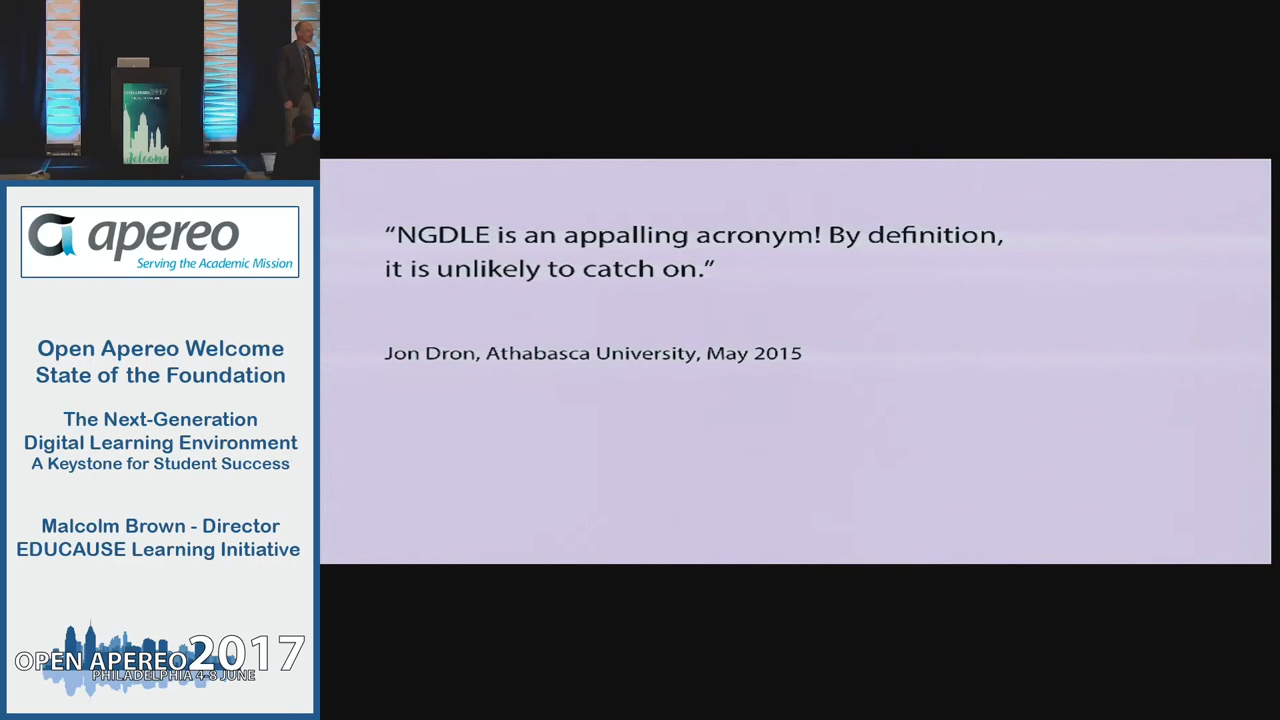 Welcome
apereo
Serving the Academic Mission
Open Apereo Welcome
State of the Foundation
The Next-Generation
Digital Learning Environment
A Keystone for Student Success
Malcolm Brown - Director
EDUCAUSE Learning Initiative
OPEN APEREO 2017
PHILADELPHIA 4-8 JUNE
“NGDLE is an appalling acronym! By definition,
it is unlikely to catch on.”
Jon Dron, Athabasca University, May 2015